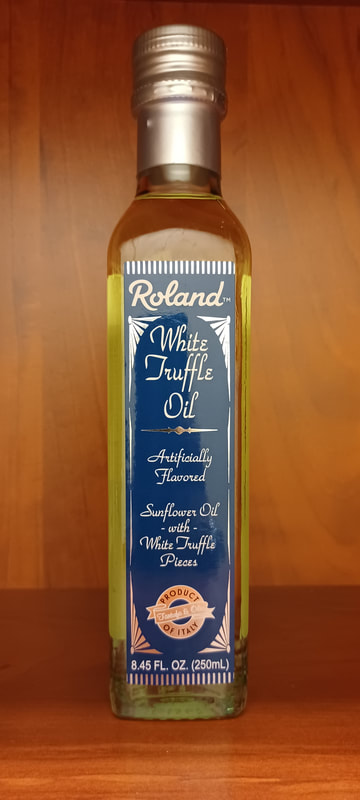 Roland™
White
Truffle
Oil
Artificially
Flavored
Sunflower Oil
- with -
White Truffle
Pieces
PRODUCT
OF ITALY
8.45 FL. OZ. (250mL)